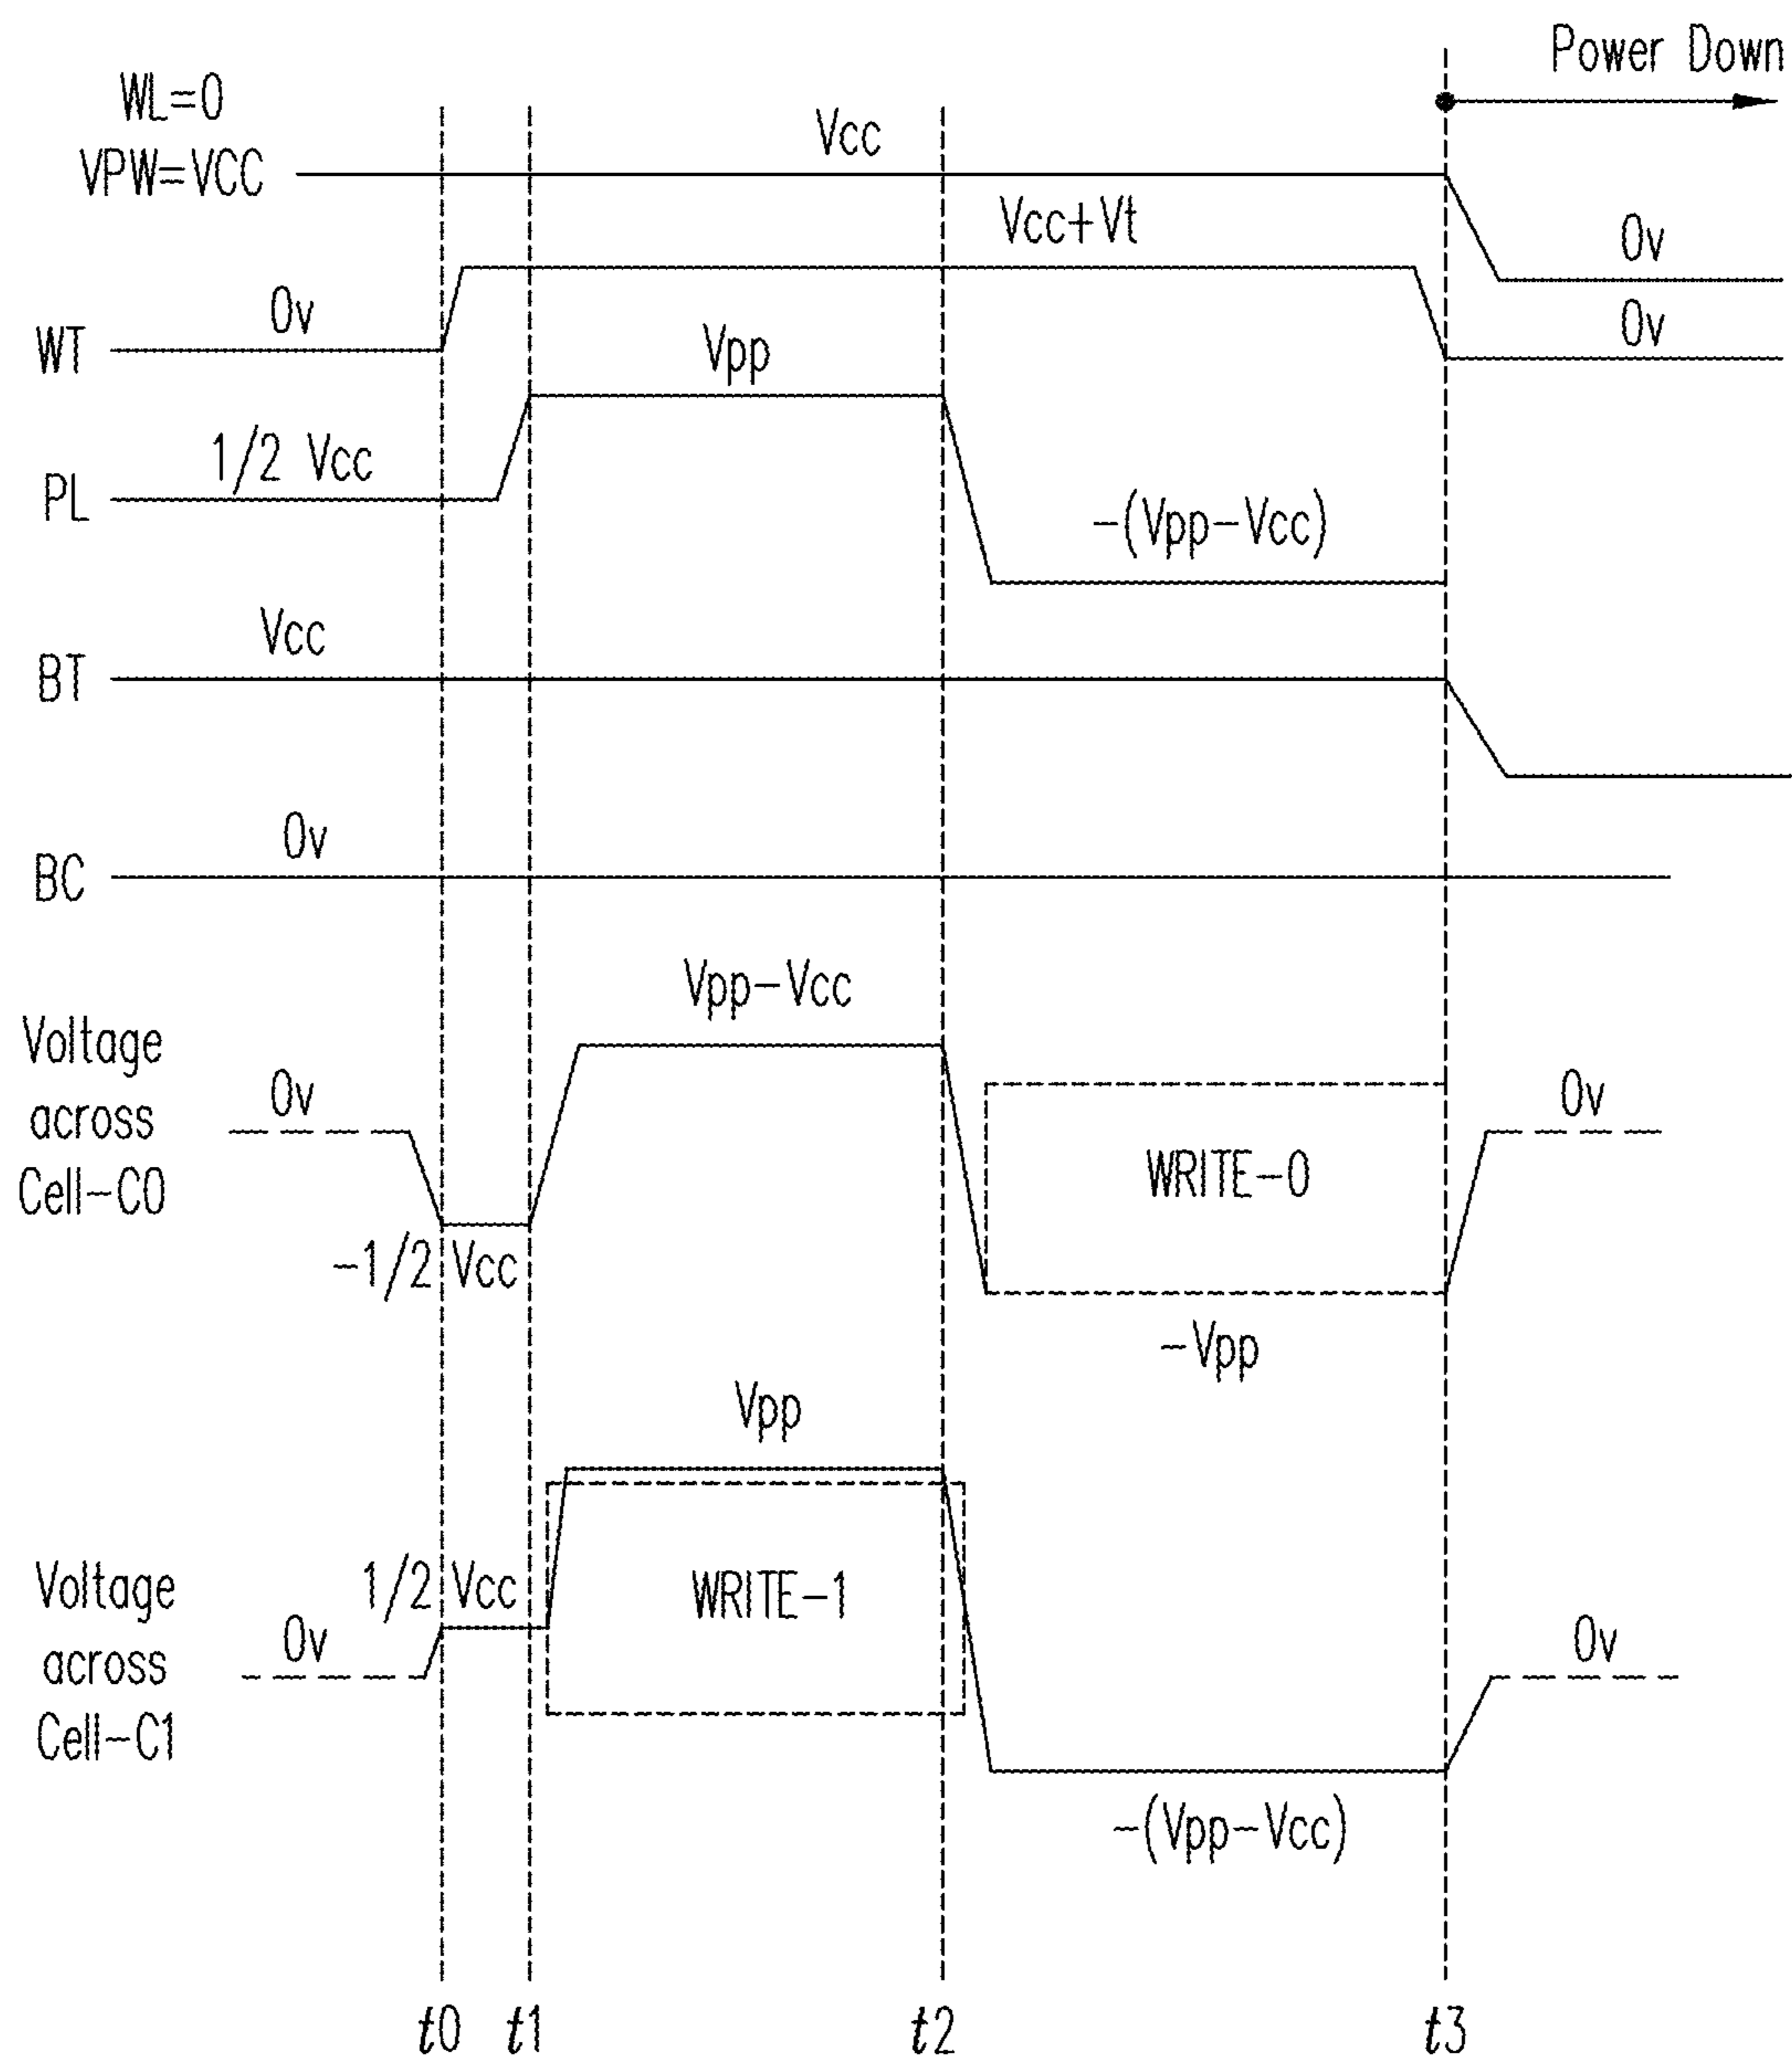 Power Down
WL=0
VPW=VCC
Vcc
Vcc+Vt
0v
WT
0v
0v
Vpp
PL
1/2 Vcc
-(Vpp-Vcc)
BT
Vcc
BC
0v
Vpp-Vcc
Voltage
across
Cell-C0
0v
-1/2 Vcc
WRITE-0
0v
-Vpp
Vpp
Voltage
across
Cell-C1
0v
1/2 Vcc
WRITE-1
0v
-(Vpp-Vcc)
t0 t1 t2 t3